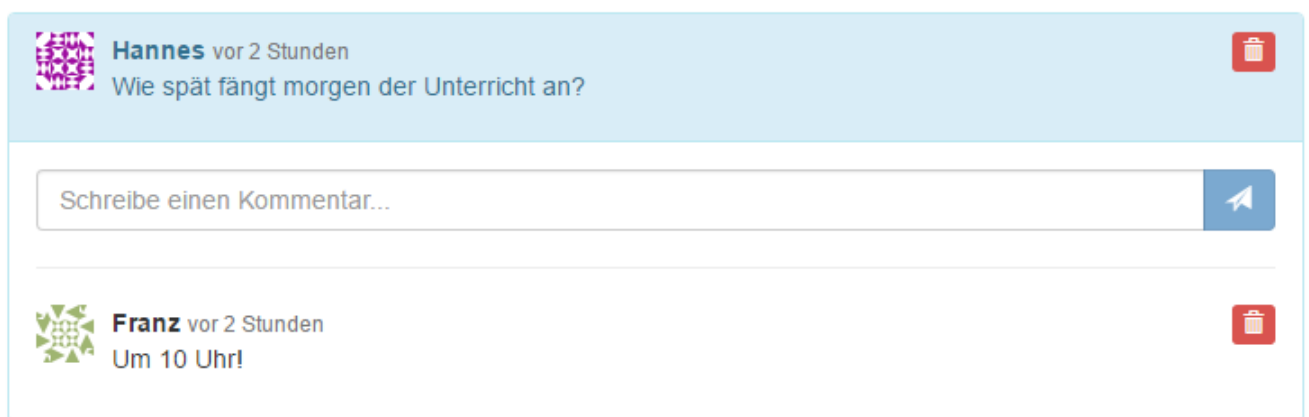 Hannes vor 2 Stunden
Wie spät fängt morgen der Unterricht an?
Schreibe einen Kommentar...
Franz vor 2 Stunden
Um 10 Uhr!